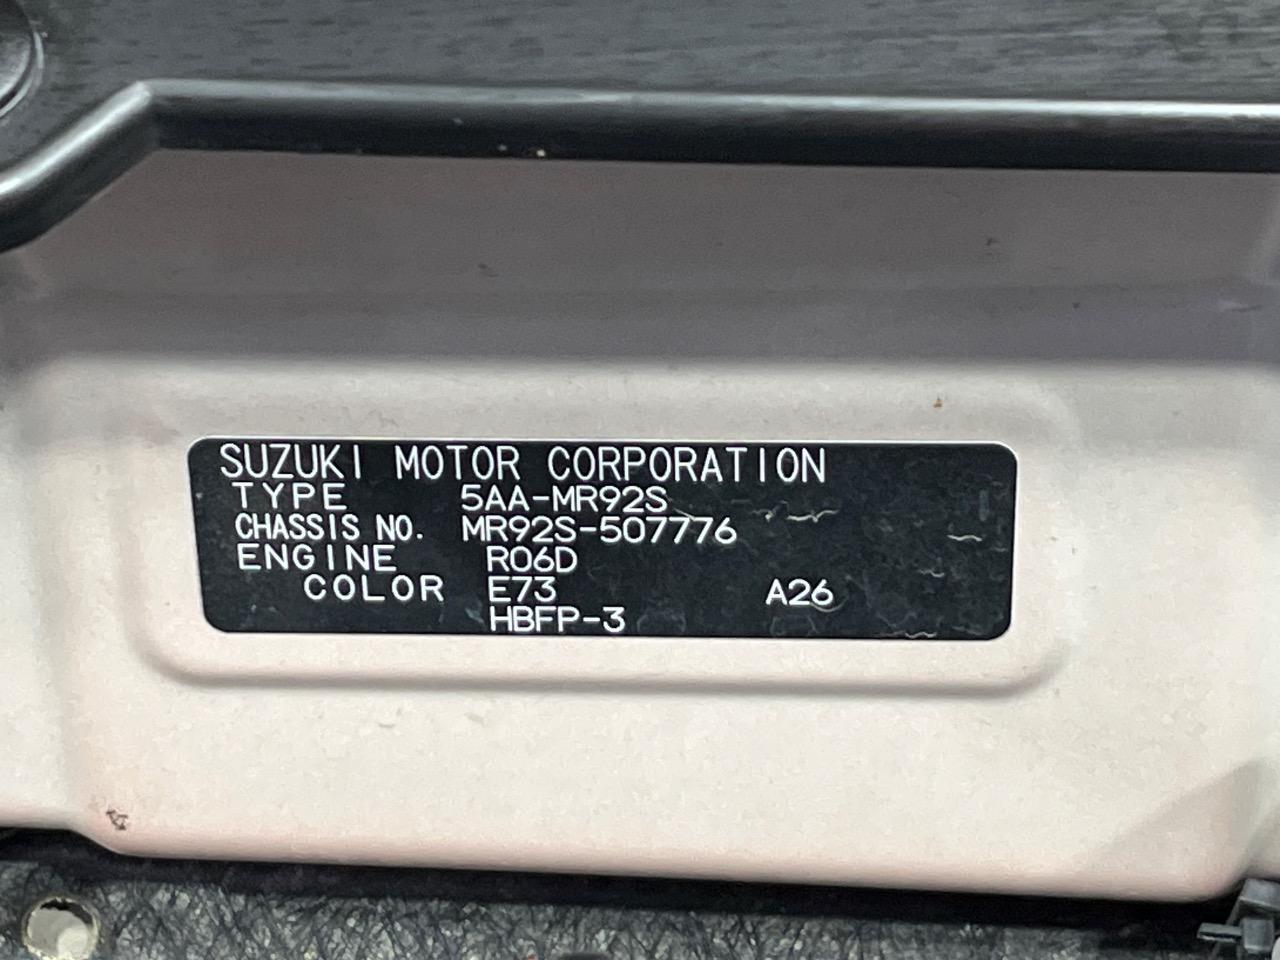 SUZUKI MOTOR CORPORATION
TYPE 5AA-MR92S
CHASSIS NO. MR92S-507776
ENGINE R06D
COLOR E73 A26
HBFP-3